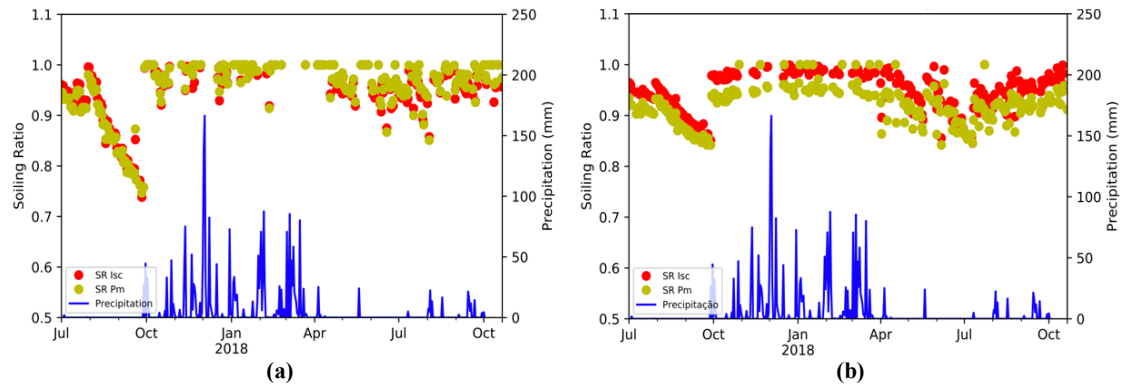 1.1
1.0
0.9
0.8
0.7
0.6
0.5
Soiling Ratio
250
200
150
100
50
0
Precipitation (mm)
SR Isc
SR Pm
Precipitation
Jul
Oct
Jan
2018
Apr
Jul
Oct
(a)
1.1
1.0
0.9
0.8
0.7
0.6
0.5
Soiling Ratio
250
200
150
100
50
0
Precipitation (mm)
SR Isc
SR Pm
Precipitação
Jul
Oct
Jan
2018
Apr
Jul
Oct
(b)